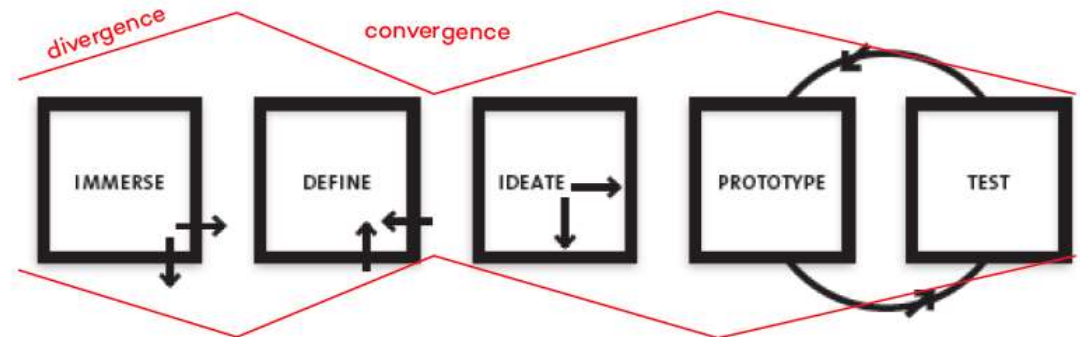 divergence
convergence
IMMERSE
DEFINE
IDEATE
PROTOTYPE
TEST